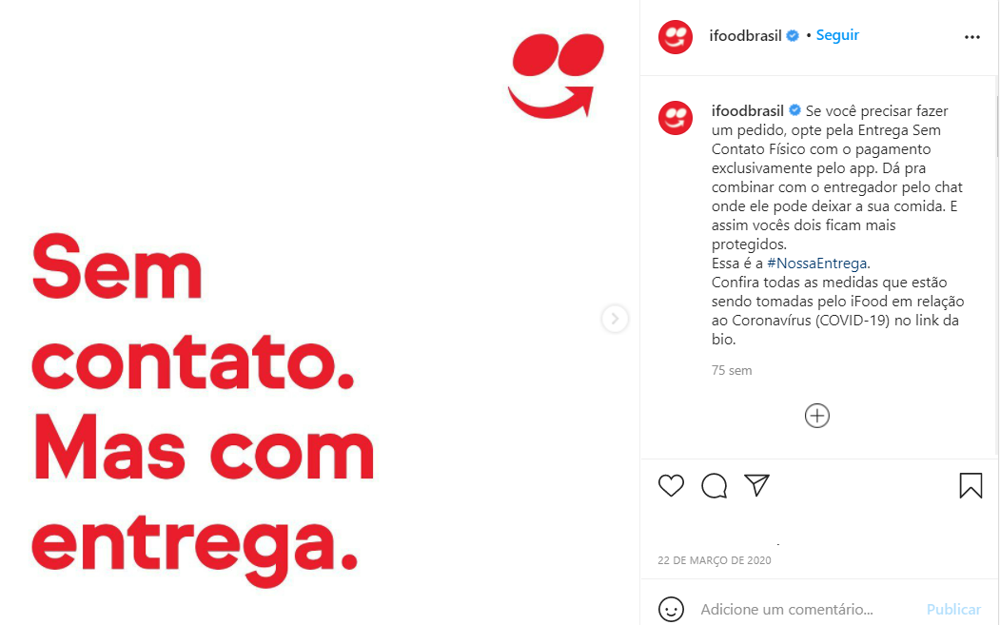 Sem
contato.
Mas com
entrega.
ifoodbrasil • Seguir
ifoodbrasil Se você precisar fazer
um pedido, opte pela Entrega Sem
Contato Físico com o pagamento
exclusivamente pelo app. Dá pra
combinar com o entregador pelo chat
onde ele pode deixar a sua comida. E
assim vocês dois ficam mais
protegidos.
Essa é a #NossaEntrega.
Confira todas as medidas que estão
sendo tomadas pelo iFood em relação
ao Coronavírus (COVID-19) no link da
bio.
75 sem
22 DE MARÇO DE 2020
Adicione um comentário... Publicar